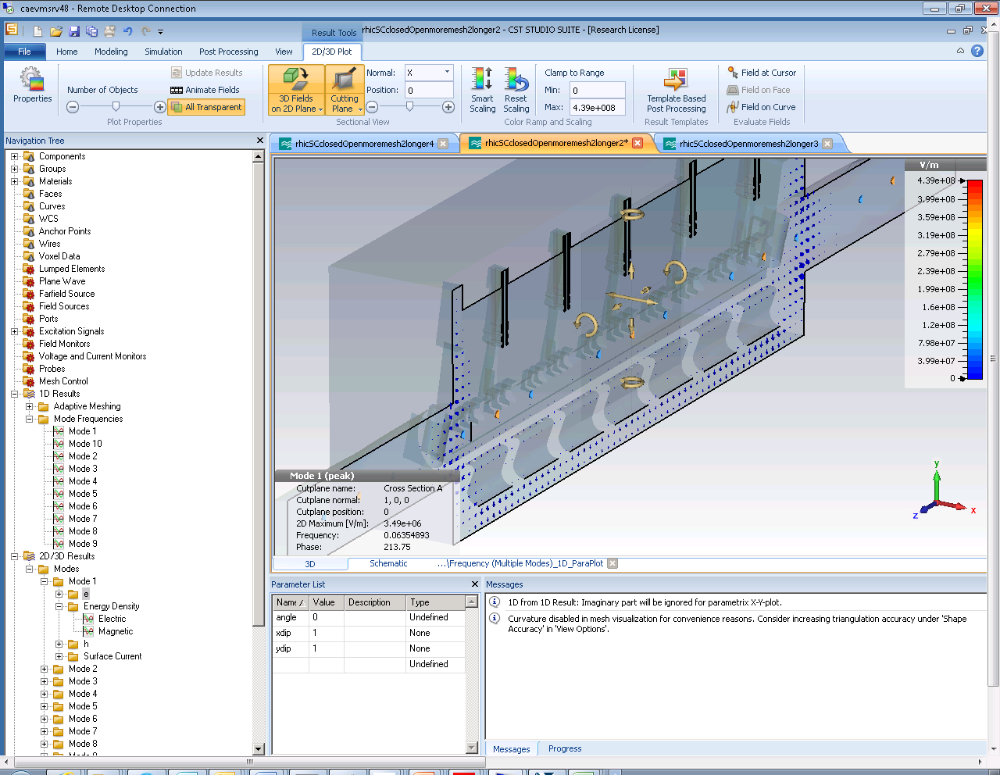 caevmsrv48 - Remote Desktop Connection
Result Tools
rhicSCclosedOpenmoremesh2longer2 - CST STUDIO SUITE - [Research License]
File
Home
Modeling
Simulation
Post Processing
View
2D/3D Plot
Properties
Number of Objects
Update Results
Animate Fields
All Transparent
Plot Properties
3D Fields
on 2D Plane
Cutting
Plane
Normal:
X
Position:
0
Sectional View
Smart
Scaling
Reset
Scaling
Clamp to Range
Min:
0
Max:
4.39e+008
Color Ramp and Scaling
Template Based
Post Processing
Result Templates
Field at Cursor
Field on Face
Field on Curve
Evaluate Fields
Navigation Tree
Components
Groups
Materials
Faces
Curves
WCS
Anchor Points
Wires
Voxel Data
Lumped Elements
Plane Wave
Farfield Source
Field Sources
Ports
Excitation Signals
Field Monitors
Voltage and Current Monitors
Probes
Mesh Control
1D Results
Adaptive Meshing
Mode Frequencies
Mode 1
Mode 10
Mode 2
Mode 3
Mode 4
Mode 5
Mode 6
Mode 7
Mode 8
Mode 9
2D/3D Results
Modes
Mode 1
e
Energy Density
Electric
Magnetic
h
Surface Current
Mode 2
Mode 3
Mode 4
Mode 5
Mode 6
Mode 7
Mode 8
rhicSCclosedOpenmoremesh2longer4
rhicSCclosedOpenmoremesh2longer2*
rhicSCclosedOpenmoremesh2longer3
V/m
4.39e+08
3.99e+08
3.59e+08
3.19e+08
2.79e+08
2.39e+08
1.99e+08
1.6e+08
1.2e+08
7.98e+07
3.99e+07
0
y
x
z
Mode 1 (peak)
Cutplane name: Cross Section A
Cutplane normal: 1, 0, 0
Cutplane position: 0
2D Maximum [V/m]: 3.49e+06
Frequency: 0.06354893
Phase: 213.75
3D
Schematic
...\Frequency (Multiple Modes)_1D_ParaPlot
Parameter List
Name Value Description Type
angle 0 Undefined
xdip 1 None
ydip 1 None
Undefined
Messages
1D from 1D Result: Imaginary part will be ignored for parametrix X-Y-plot.
Curvature disabled in mesh visualization for convenience reasons. Consider increasing triangulation accuracy under 'Shape
Accuracy' in 'View Options'.
Messages
Progress